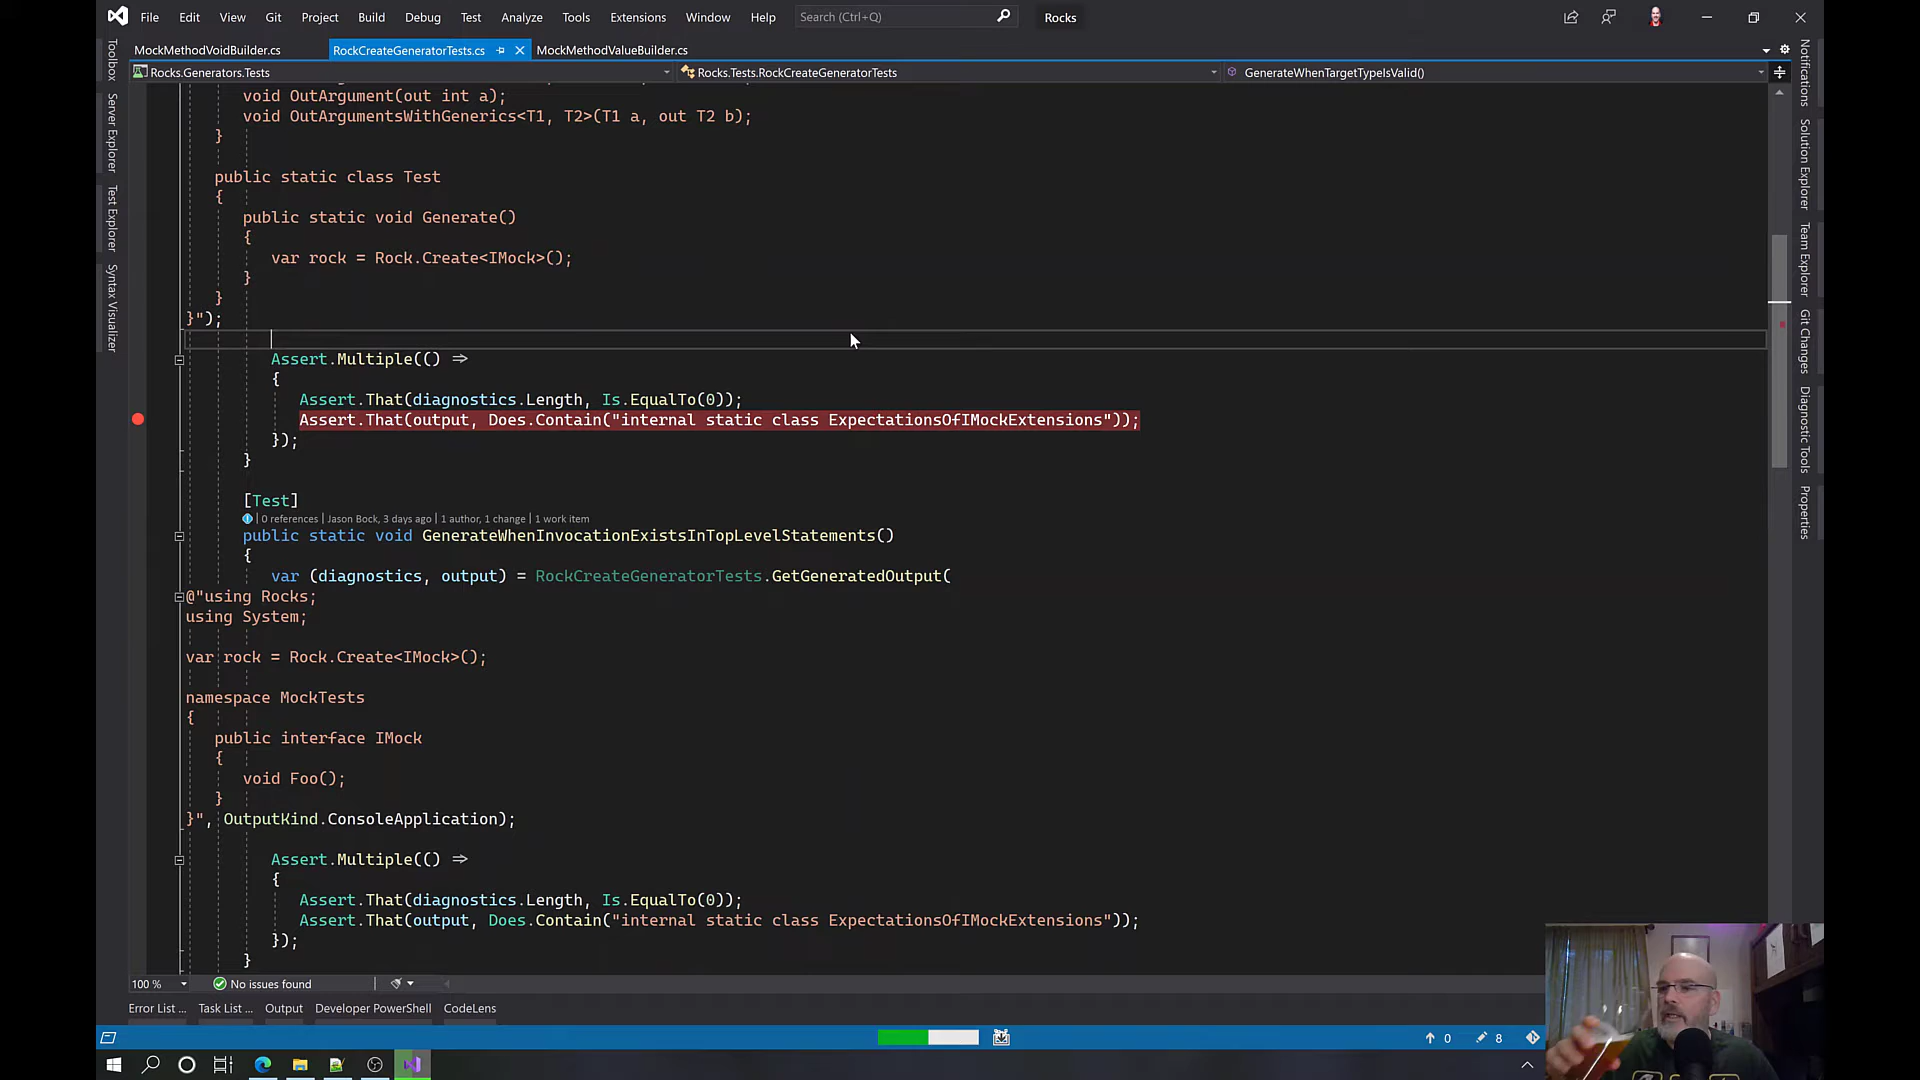 File Edit View Git Project Build Debug Test Analyze Tools Extensions Window Help Search (Ctrl+Q) Rocks
MockMethodVoidBuilder.cs RockCreateGeneratorTests.cs MockMethodValueBuilder.cs
Rocks.Generators.Tests Rocks.Tests.RockCreateGeneratorTests GenerateWhenTargetTypeIsValid()
void OutArgument(out int a);
void OutArgumentsWithGenerics<T1, T2>(T1 a, out T2 b);
}
public static class Test
{
public static void Generate()
{
var rock = Rock.Create<IMock>();
}
}
}");
Assert.Multiple(() =>
{
Assert.That(diagnostics.Length, Is.EqualTo(0));
Assert.That(output, Does.Contain("internal static class ExpectationsOfIMockExtensions"));
});
}
[Test]
0 references | Jason Bock, 3 days ago | 1 author, 1 change | 1 work item
public static void GenerateWhenInvocationExistsInTopLevelStatements()
{
var (diagnostics, output) = RockCreateGeneratorTests.GetGeneratedOutput(
@"using Rocks;
using System;
var rock = Rock.Create<IMock>();
namespace MockTests
{
public interface IMock
{
void Foo();
}
}", OutputKind.ConsoleApplication);
Assert.Multiple(() =>
{
Assert.That(diagnostics.Length, Is.EqualTo(0));
Assert.That(output, Does.Contain("internal static class ExpectationsOfIMockExtensions"));
});
}
100 % No issues found
Error List ... Task List ... Output Developer PowerShell CodeLens
0 8
Toolbox
Server Explorer
Test Explorer
Syntax Visualizer
Notifications
Solution Explorer
Team Explorer
Git Changes
Diagnostic Tools
Properties